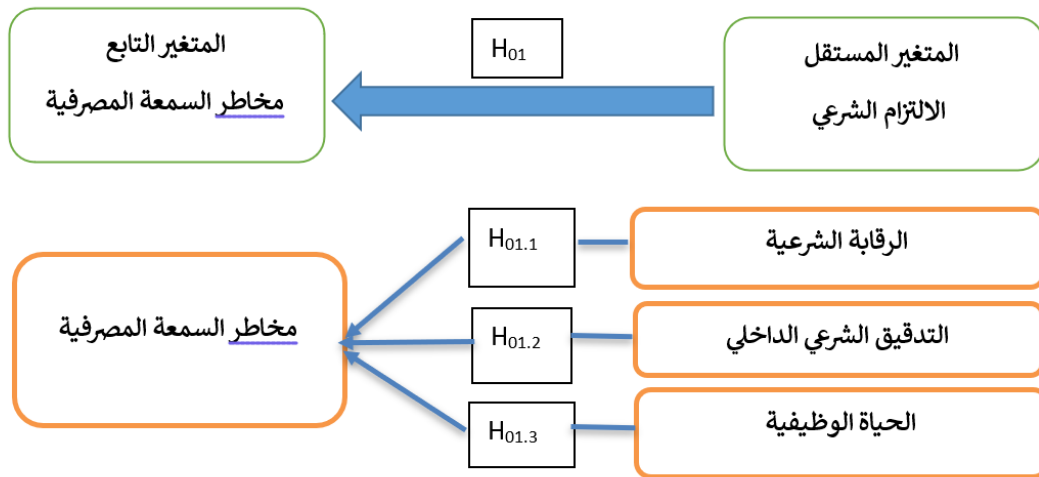 المتغير المستقل
الالتزام الشرعي
H01
المتغير التابع
مخاطر السمعة المصرفية
الرقابة الشرعية
H01.1
التدقيق الشرعي الداخلي
H01.2
الحياة الوظيفية
H01.3
مخاطر السمعة المصرفية